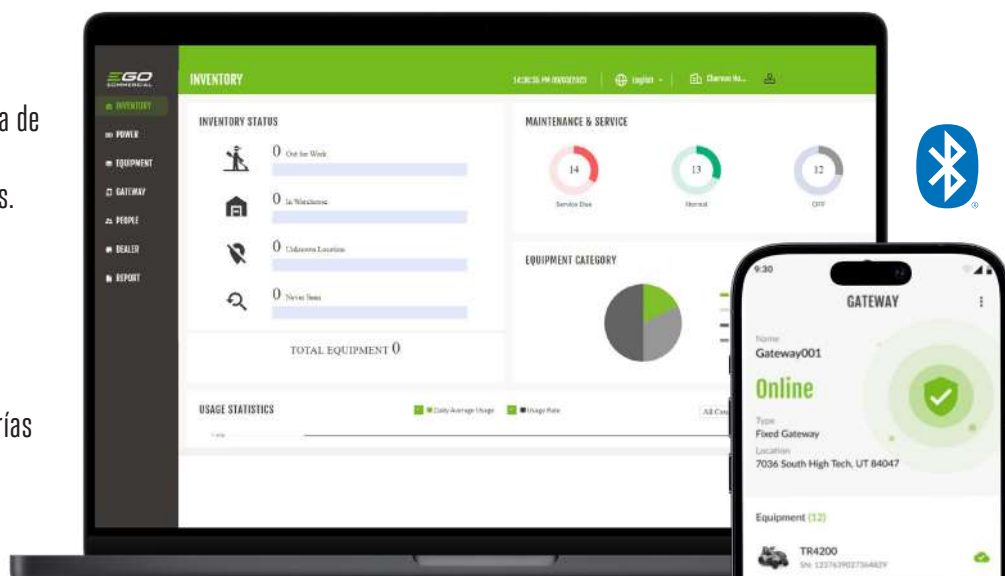 a de
s.
rías
EGO
COMMERCIAL
INVENTORY
POWER
EQUIPMENT
GATEWAY
PEOPLE
DEALER
REPORT
INVENTORY
English
INVENTORY STATUS
0 Out for Work
0 In Warehouse
0 Unknown Location
0 Never Seen
TOTAL EQUIPMENT 0
MAINTENANCE & SERVICE
14
Service Due
13
Normal
12
OFF
EQUIPMENT CATEGORY
USAGE STATISTICS
Daily Average Usage
Usage Rate
9:30
GATEWAY
Name
Gateway001
Online
Type
Fixed Gateway
Location
7036 South High Tech, UT 84047
Equipment (12)
TR4200